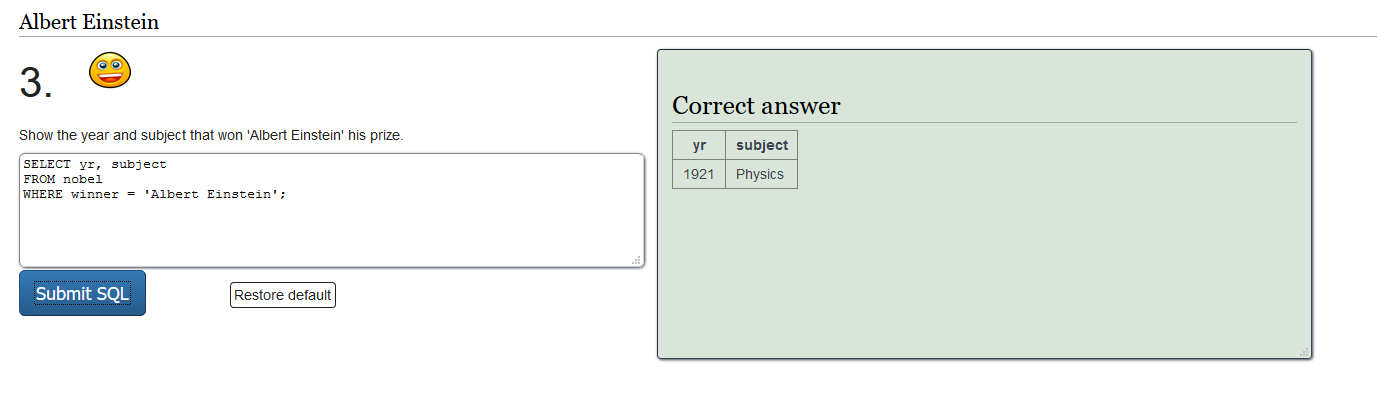 Albert Einstein
3.
Show the year and subject that won 'Albert Einstein' his prize.
SELECT yr, subject
FROM nobel
WHERE winner = 'Albert Einstein';
Submit SQL
Restore default
Correct answer
yr subject
1921 Physics